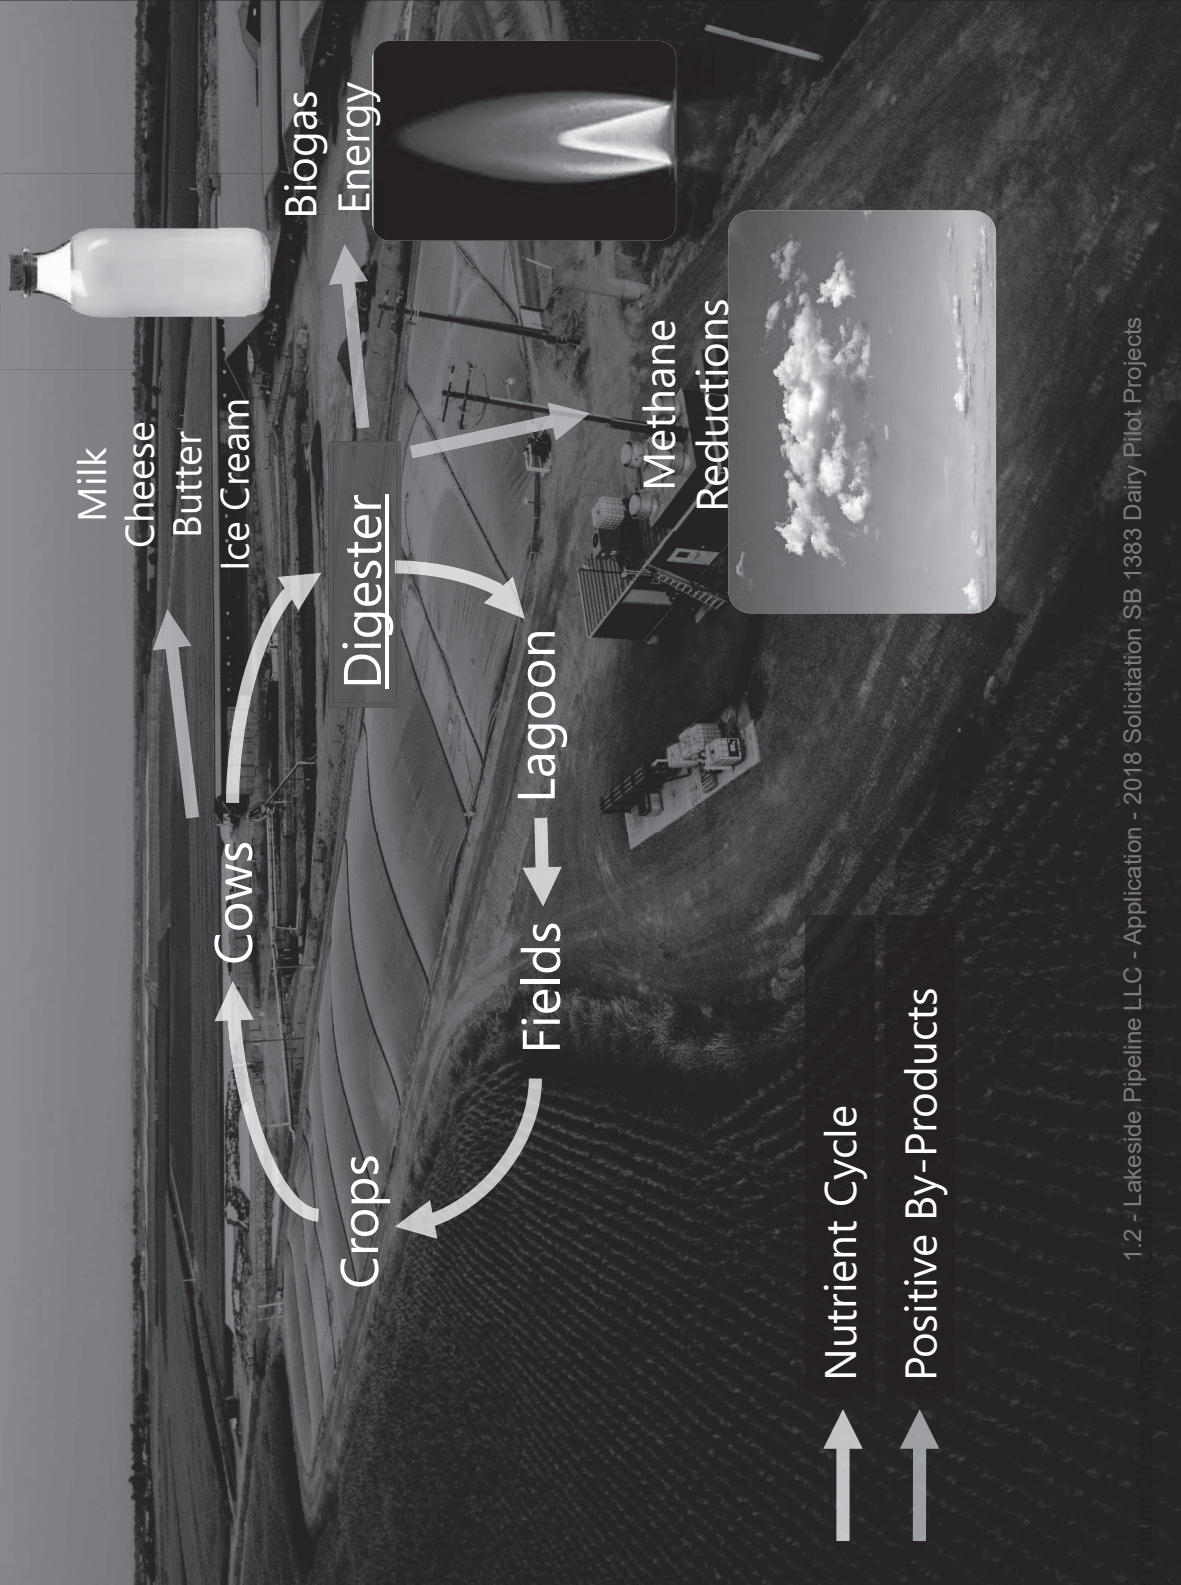 Milk
Cheese
Butter
Ice Cream
Biogas
Energy
Cows
Digester
Crops
Lagoon
Fields
Methane
Reductions
Nutrient Cycle
Positive By-Products
1.2 - Lakeside Pipeline LLC - Application - 2018 Solicitation SB 1383 Dairy Pilot Projects